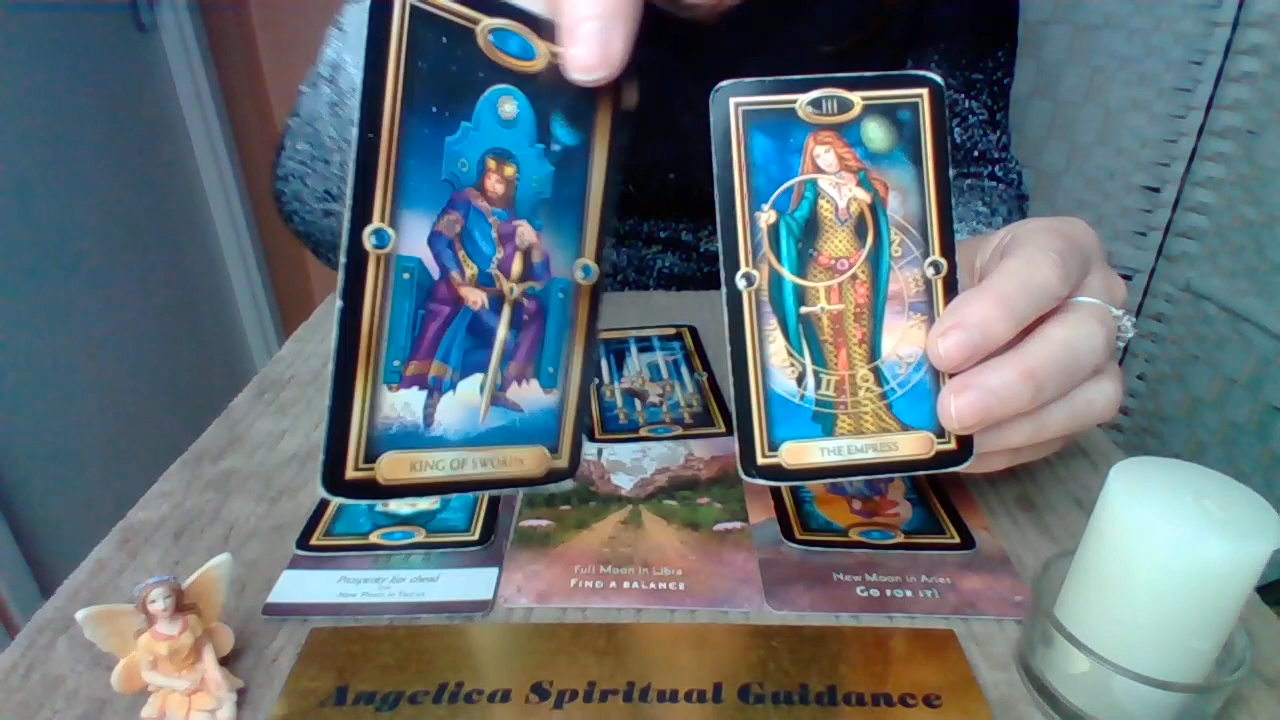 III
KING OF SWORDS
THE EMPRESS
Prosperity lies ahead
New Moon in Taurus
Full Moon in Libra
FIND A BALANCE
New Moon in Aries
GO FOR IT!
Angelica Spiritual Guidance